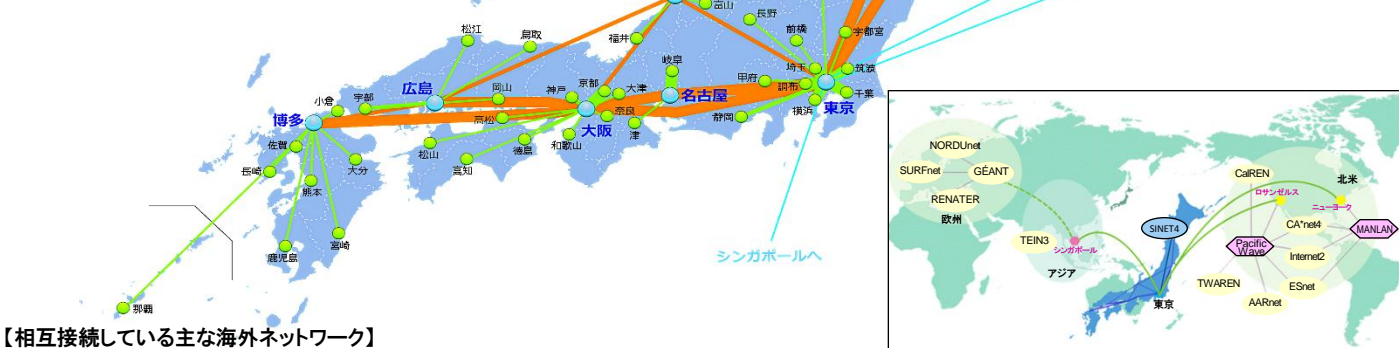 富山
長野
松江
鳥取
福井
前橋
宇都宮
岐阜
埼玉
筑波
甲府
調布
千葉
横浜
東京
静岡
名古屋
津
京都
大津
神戸
奈良
大阪
和歌山
岡山
広島
高松
徳島
松山
高知
宇部
小倉
博多
佐賀
長崎
大分
熊本
宮崎
鹿児島
那覇
シンガポールへ
NORDUnet
SURFnet
GÉANT
RENATER
欧州
TEIN3
シンガポール
アジア
SINET4
東京
CalREN
北米
ロサンゼルス
ニューヨーク
CA*net4
MANLAN
Pacific
Wave
Internet2
TWAREN
ESnet
AARnet
【相互接続している主な海外ネットワーク】